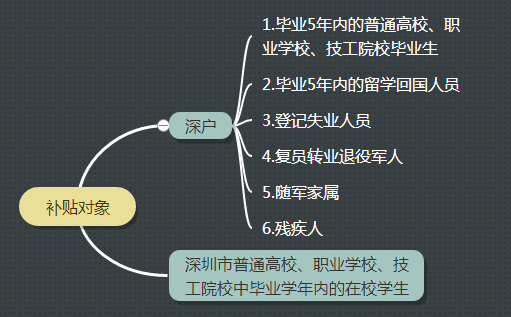 1.毕业5年内的普通高校、职
业学校、技工院校毕业生
2.毕业5年内的留学回国人员
3.登记失业人员
4.复员转业退役军人
5.随军家属
6.残疾人
深户
补贴对象
深圳市普通高校、职业学校、技
工院校中毕业学年内的在校学生